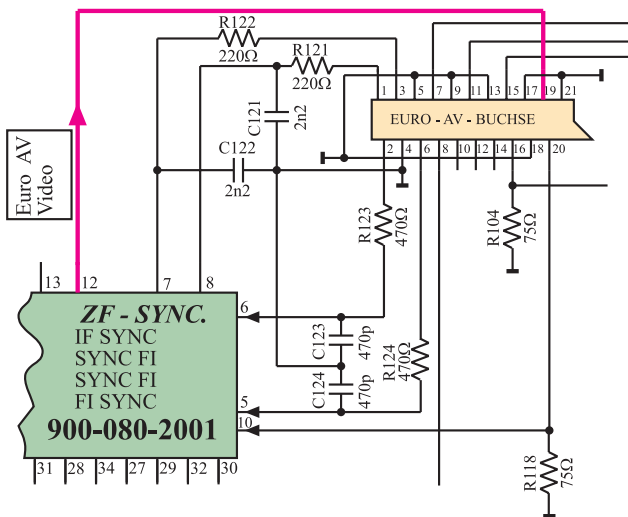 R122
220Ω
R121
220Ω
C121
2n2
C122
2n2
1 3 5 7 9 11 13 15 17 19 21
EURO - AV - BUCHSE
2 4 6 8 10 12 14 16 18 20
Euro AV
Video
R123
470Ω
R104
75Ω
13 12 7 8
ZF - SYNC.
IF SYNC
SYNC FI
SYNC FI
FI SYNC
900-080-2001
6
5
10
C123
470p
C124
470p
R124
470Ω
R118
75Ω
31 28 34 27 29 32 30